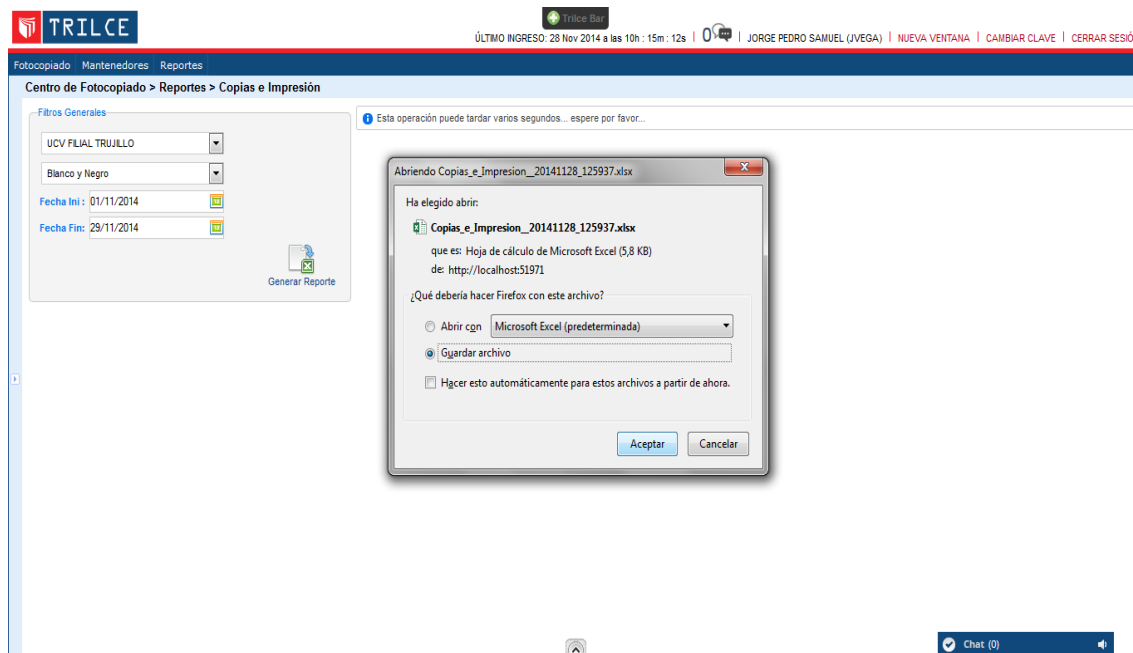 TRILCE
Trilce Bar
ÚLTIMO INGRESO: 28 Nov 2014 a las 10h : 15m : 12s | 0 | JORGE PEDRO SAMUEL (JVEGA) | NUEVA VENTANA | CAMBIAR CLAVE | CERRAR SESIÓ
Fotocopiado Mantenedores Reportes
Centro de Fotocopiado > Reportes > Copias e Impresión
Filtros Generales
UCV FILIAL TRUJILLO
Blanco y Negro
Fecha Ini : 01/11/2014
Fecha Fin: 29/11/2014
Generar Reporte
Esta operación puede tardar varios segundos... espere por favor...
Abriendo Copias_e_Impresion__20141128_125937.xlsx
Ha elegido abrir:
Copias_e_Impresion__20141128_125937.xlsx
que es: Hoja de cálculo de Microsoft Excel (5,8 KB)
de: http://localhost:51971
¿Qué debería hacer Firefox con este archivo?
Abrir con Microsoft Excel (predeterminada)
Guardar archivo
Hacer esto automáticamente para estos archivos a partir de ahora.
Aceptar Cancelar
Chat (0)